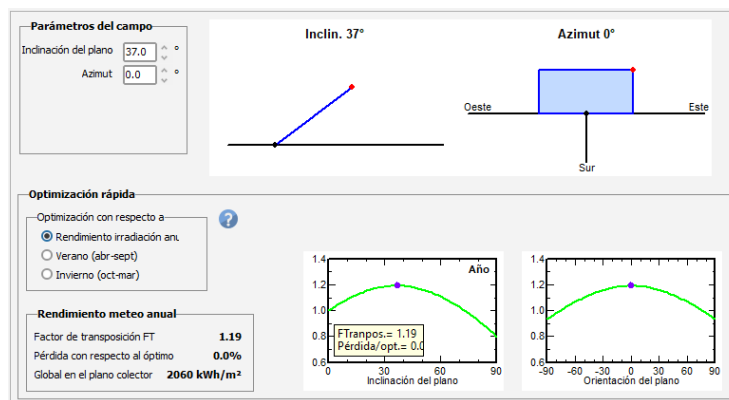 Parámetros del campo
Inclinación del plano 37.0 °
Azimut 0.0 °
Inclin. 37°
Azimut 0°
Oeste
Este
Sur
Optimización rápida
Optimización con respecto a
Rendimiento irradiación anu
Verano (abr-sept)
Invierno (oct-mar)
?
Rendimiento meteo anual
Factor de transposición FT 1.19
Pérdida con respecto al óptimo 0.0%
Global en el plano colector 2060 kWh/m²
Año
1.4
1.2
1.0
0.8
0.6
FTranpos.= 1.19
Pérdida/opt.= 0.0
0 30 60 90
Inclinación del plano
1.4
1.2
1.0
0.8
0.6
-90 -60 -30 0 30 60 90
Orientación del plano